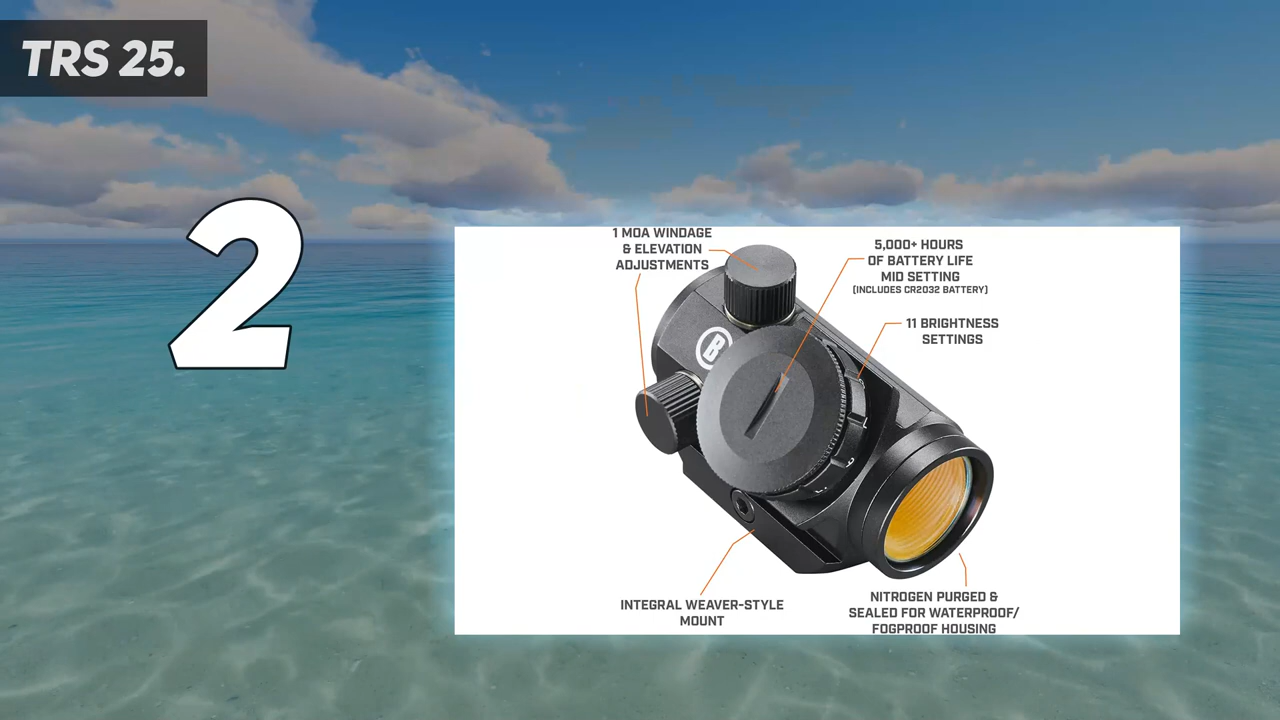 TRS 25.
2
1 MOA WINDAGE
& ELEVATION
ADJUSTMENTS
5,000+ HOURS
OF BATTERY LIFE
MID SETTING
(INCLUDES CR2032 BATTERY)
11 BRIGHTNESS
SETTINGS
B
INTEGRAL WEAVER-STYLE
MOUNT
NITROGEN PURGED &
SEALED FOR WATERPROOF/
FOGPROOF HOUSING